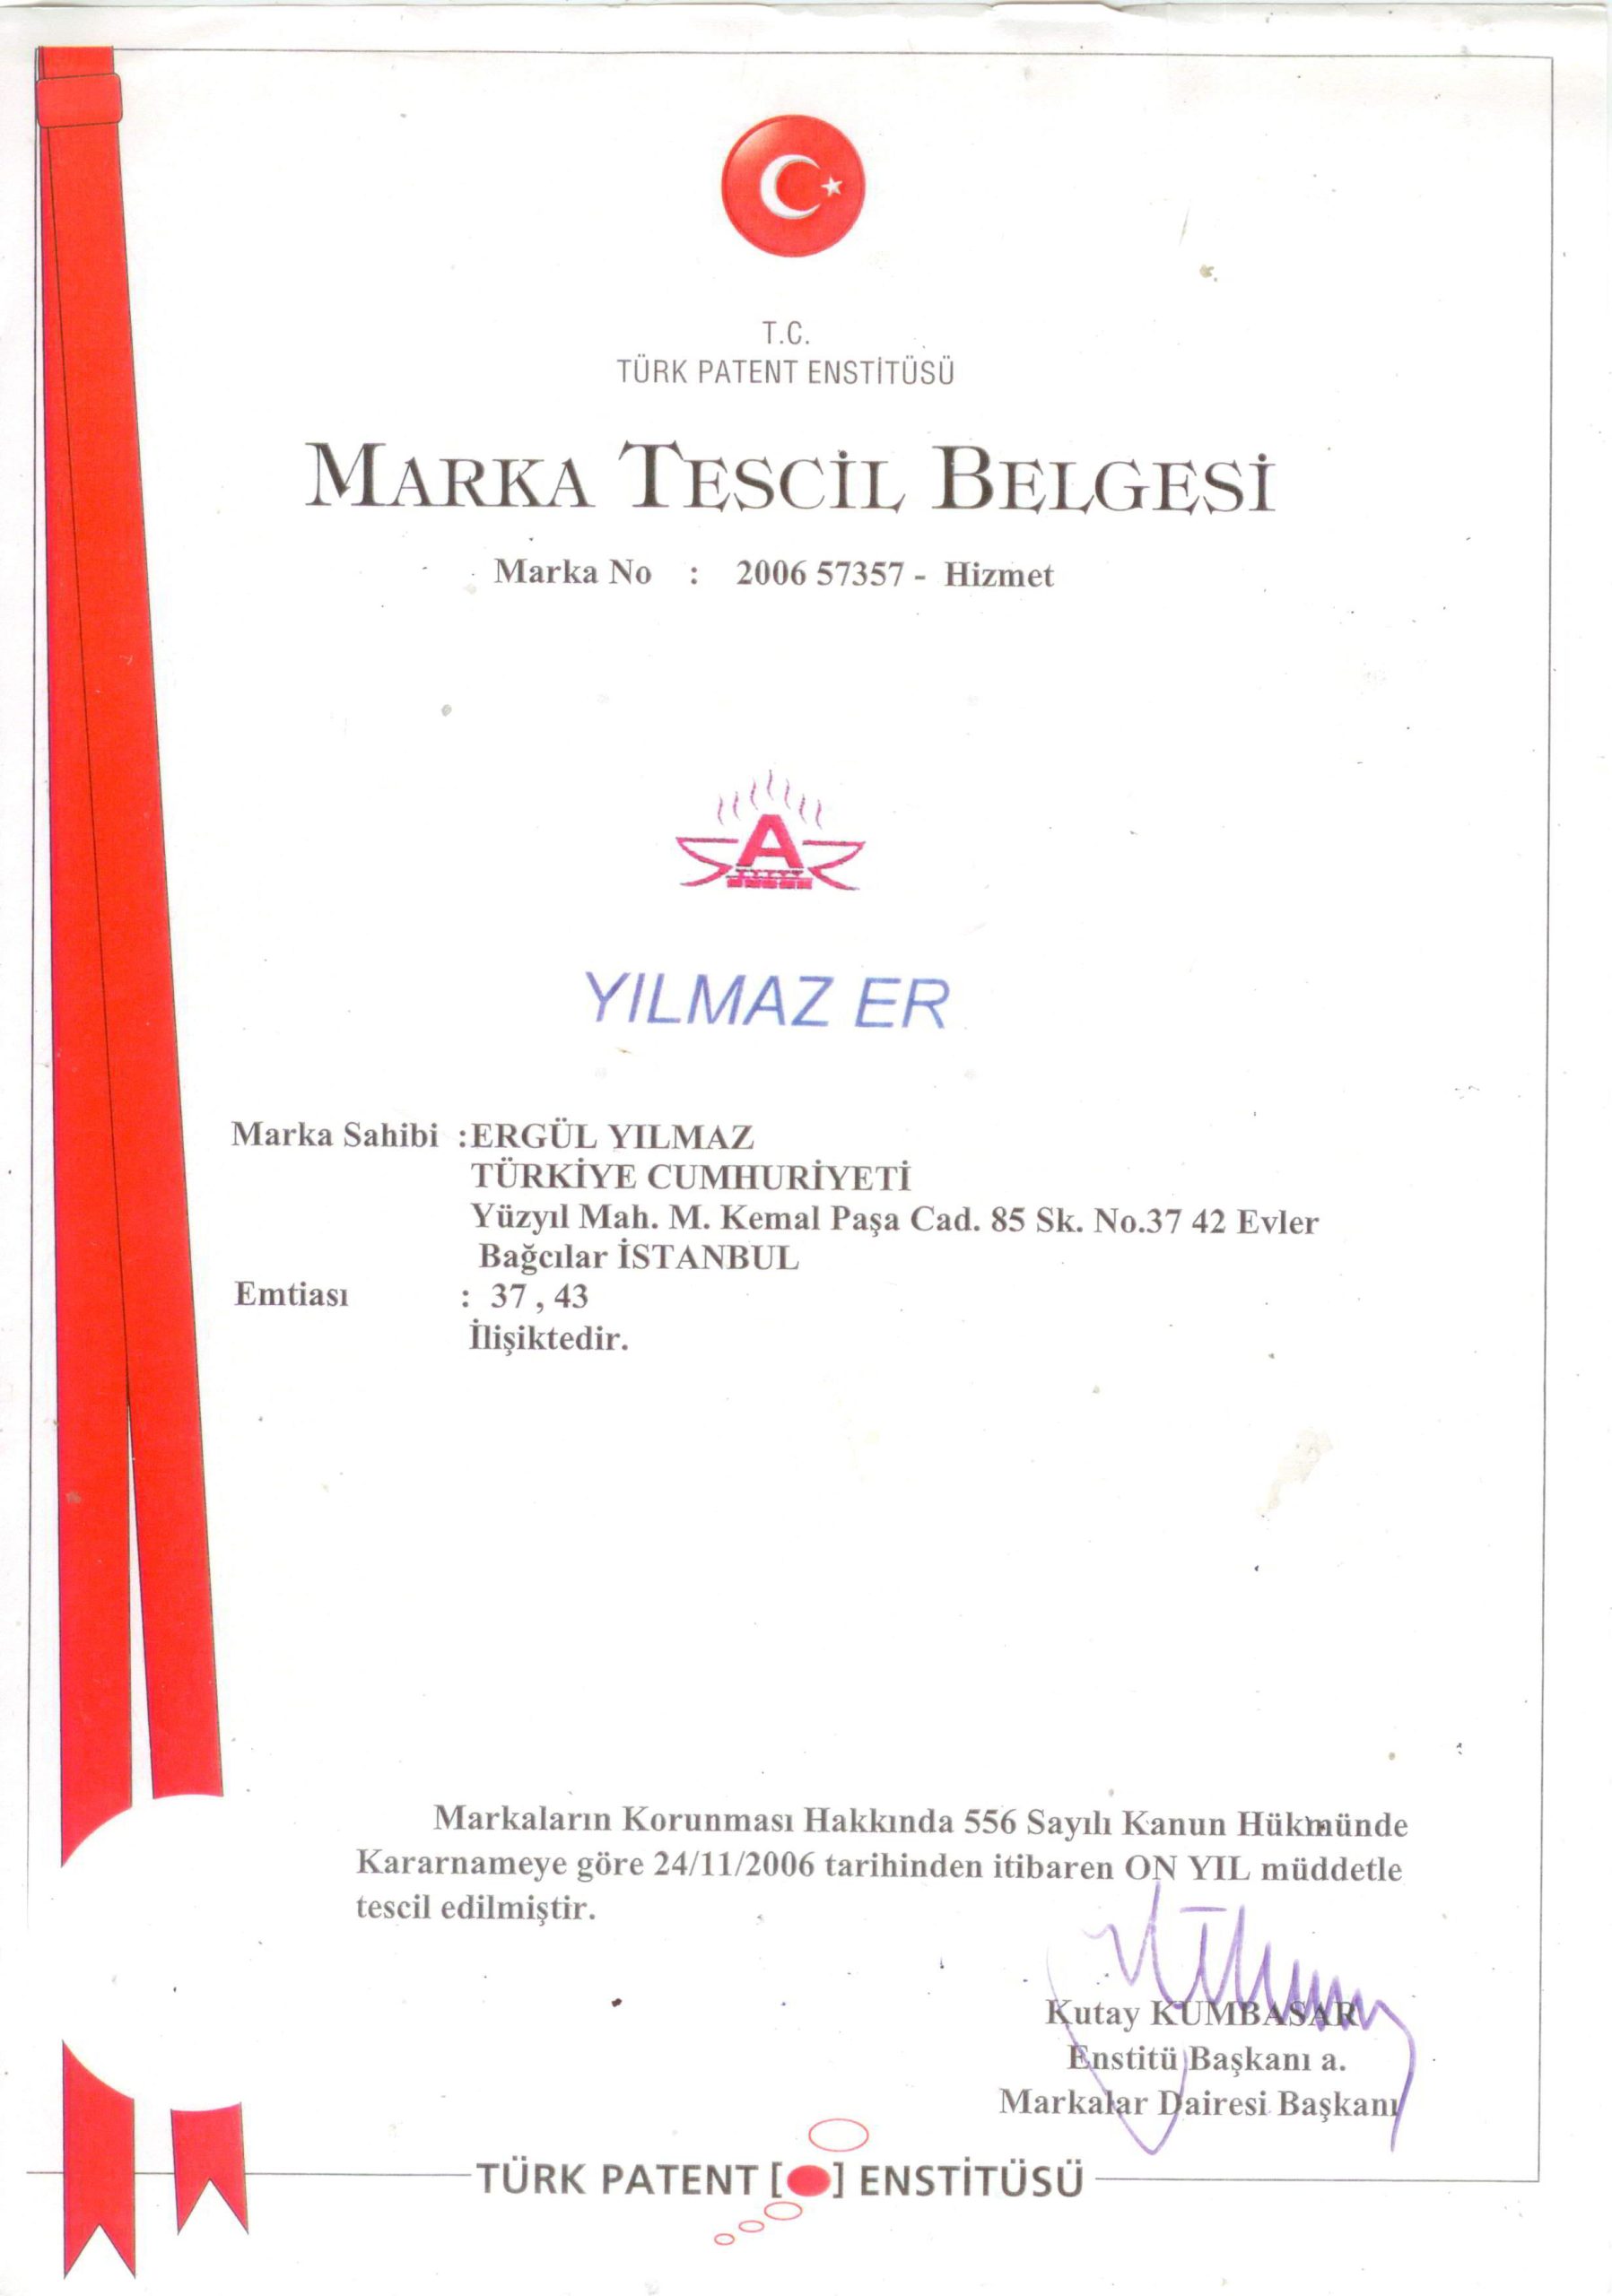 T.C.
TÜRK PATENT ENSTİTÜSÜ
MARKA TESCİL BELGESİ
Marka No : 2006 57357 - Hizmet
A
YILMAZ ER
Marka Sahibi :ERGÜL YILMAZ
TÜRKİYE CUMHURİYETİ
Yüzyıl Mah. M. Kemal Paşa Cad. 85 Sk. No.37 42 Evler
Bağcılar İSTANBUL
Emtiası : 37 , 43
İlişiktedir.
Markaların Korunması Hakkında 556 Sayılı Kanun Hükmünde
Kararnameye göre 24/11/2006 tarihinden itibaren ON YIL müddetle
tescil edilmiştir.
Kutay KUMBASAR
Enstitü Başkanı a.
Markalar Dairesi Başkanı
TÜRK PATENT [●] ENSTİTÜSÜ